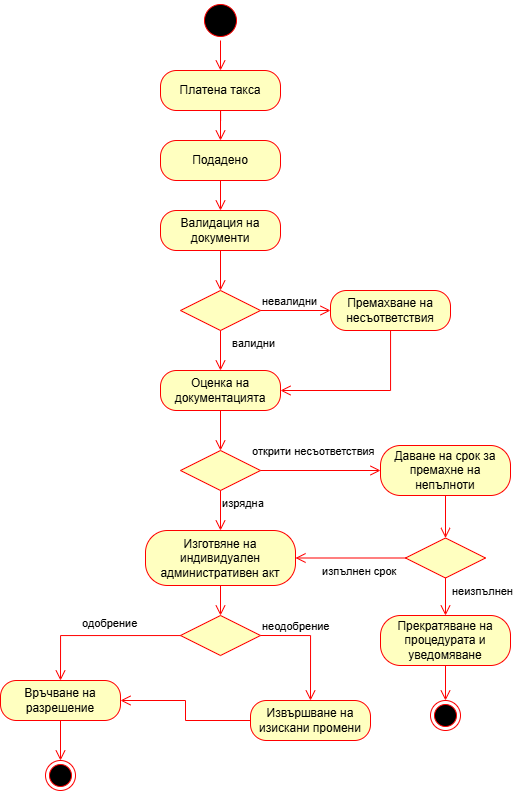 Платена такса
Подадено
Валидация на
документи
невалидни
Премахване на
несъответствия
валидни
Оценка на
документацията
открити несъответствия
Даване на срок за
премахне на
непълноти
изрядна
Изготвяне на
индивидуален
административен акт
изпълнен срок
неизпълнен
одобрение
неодобрение
Прекратяване на
процедурата и
уведомяване
Връчване на
разрешение
Извършване на
изискани промени